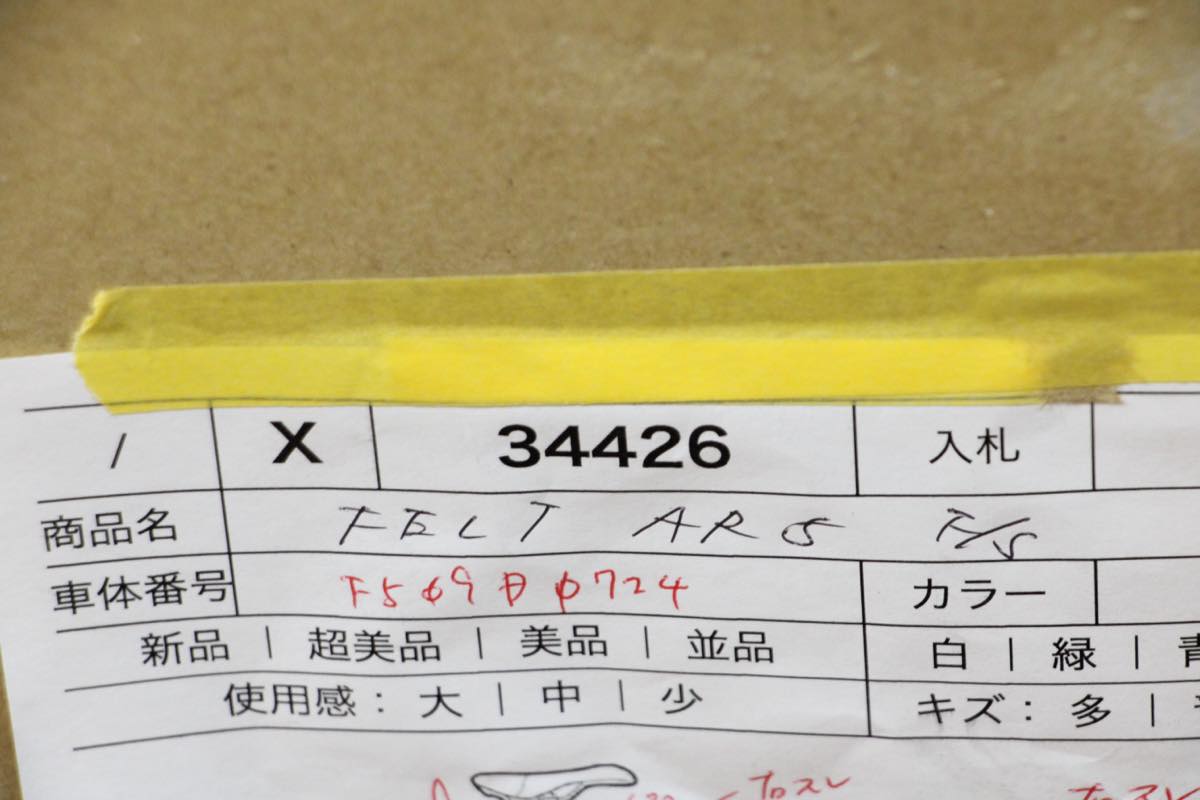 / X 34426 入札
商品名 FELT AR5 F/S
車体番号 カラー
新品 | 超美品 | 美品 | 並品 白 | 緑 |
使用感：大 | 中 | 少 キズ：多 |